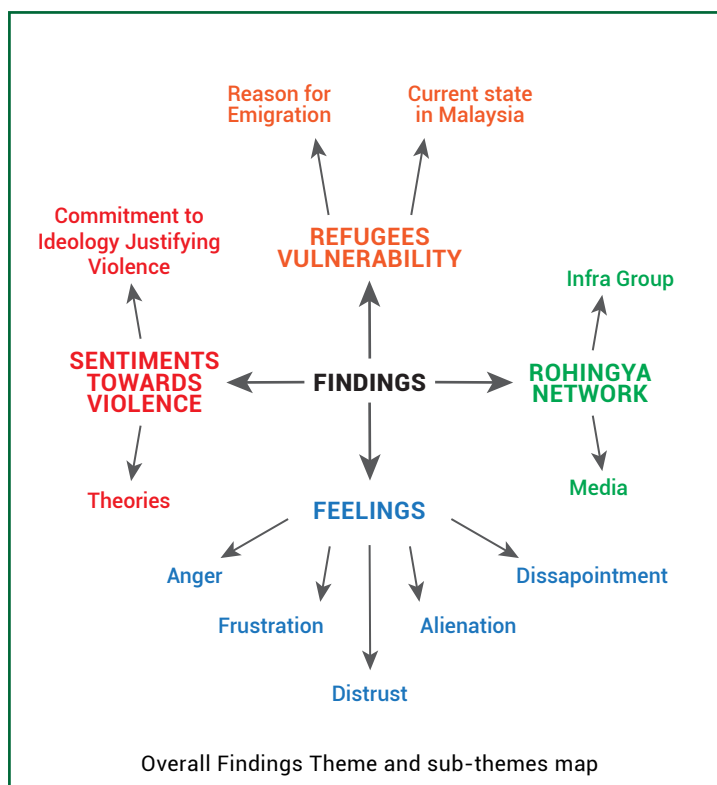 Reason for
Emigration
Current state
in Malaysia
Commitment to
Ideology Justifying
Violence
REFUGEES
VULNERABILITY
Infra Group
SENTIMENTS
TOWARDS
VIOLENCE
FINDINGS
ROHINGYA
NETWORK
Theories
Media
FEELINGS
Anger
Dissapointment
Frustration
Alienation
Distrust
Overall Findings Theme and sub-themes map